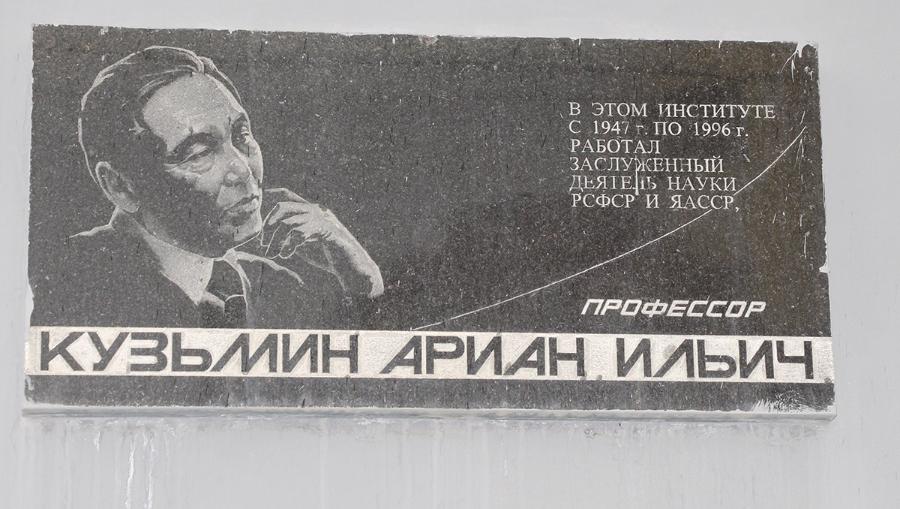 В ЭТОМ ИНСТИТУТЕ
С 1947 г. ПО 1996 г.
РАБОТАЛ
ЗАСЛУЖЕННЫЙ
ДЕЯТЕЛЬ НАУКИ
РСФСР И ЯАССР,
ПРОФЕССОР
КУЗЬМИН АРИАН ИЛЬИЧ